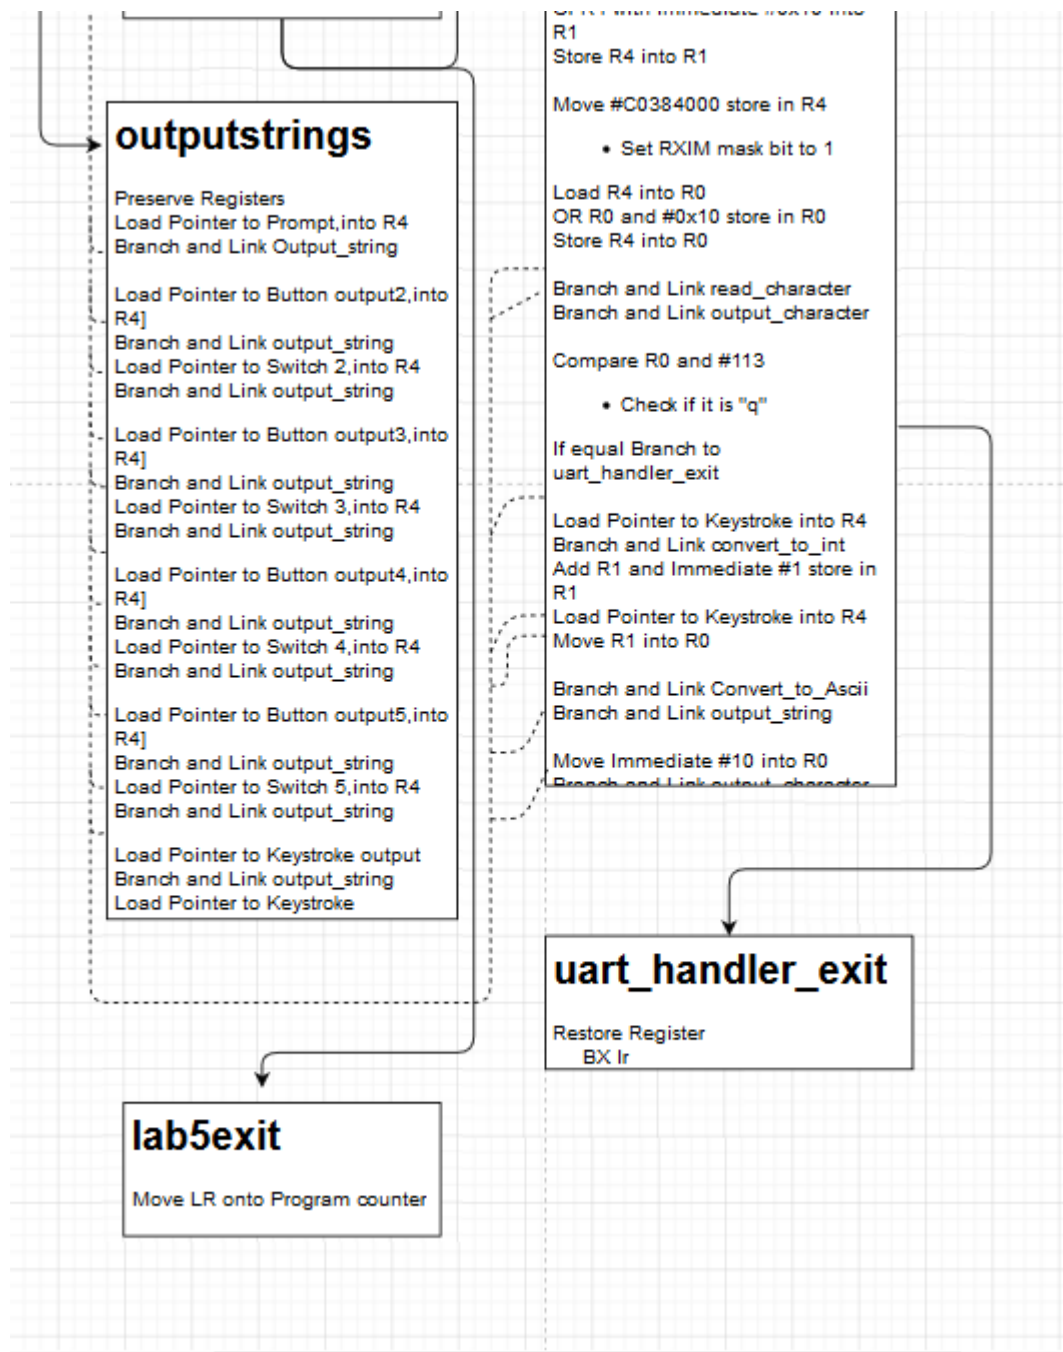 outputstrings
Preserve Registers
Load Pointer to Prompt,into R4
Branch and Link Output_string
Load Pointer to Button output2,into
R4]
Branch and Link output_string
Load Pointer to Switch 2,into R4
Branch and Link output_string
Load Pointer to Button output3,into
R4]
Branch and Link output_string
Load Pointer to Switch 3,into R4
Branch and Link output_string
Load Pointer to Button output4,into
R4]
Branch and Link output_string
Load Pointer to Switch 4,into R4
Branch and Link output_string
Load Pointer to Button output5,into
R4]
Branch and Link output_string
Load Pointer to Switch 5,into R4
Branch and Link output_string
Load Pointer to Keystroke output
Branch and Link output_string
Load Pointer to Keystroke
with Immediate into
R1
Store R4 into R1
Move #C0384000 store in R4
• Set RXIM mask bit to 1
Load R4 into R0
OR R0 and #0x10 store in R0
Store R4 into R0
Branch and Link read_character
Branch and Link output_character
Compare R0 and #113
• Check if it is "q"
If equal Branch to
uart_handler_exit
Load Pointer to Keystroke into R4
Branch and Link convert_to_int
Add R1 and Immediate #1 store in
R1
Load Pointer to Keystroke into R4
Move R1 into R0
Branch and Link Convert_to_Ascii
Branch and Link output_string
Move Immediate #10 into R0
Branch and Link output_character
uart_handler_exit
Restore Register
BX lr
lab5exit
Move LR onto Program counter